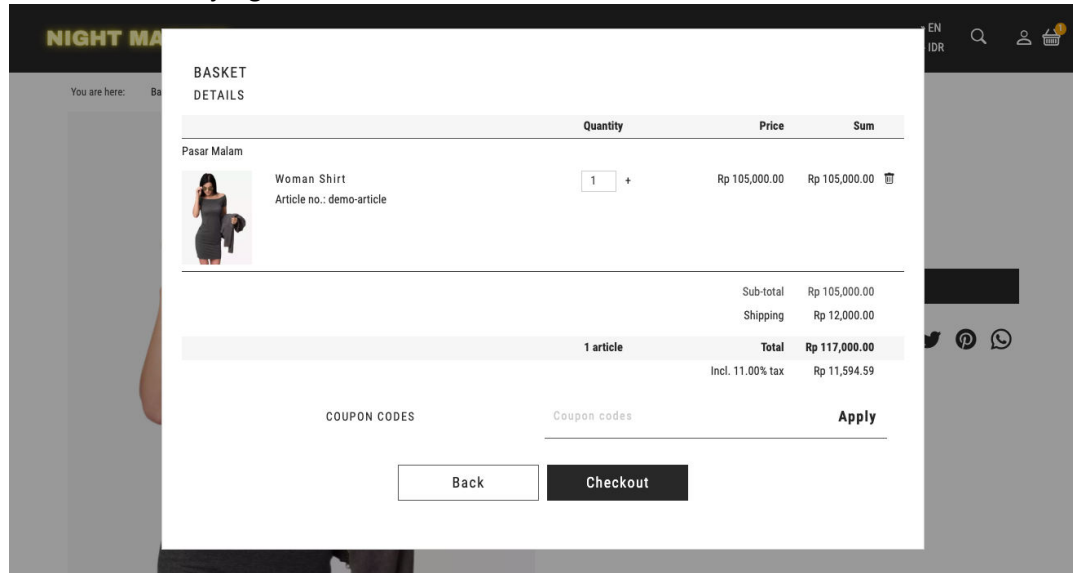 NIGHT MA
EN
IDR
1
You are here: Ba
BASKET
DETAILS
Quantity Price Sum
Pasar Malam
Woman Shirt 1 + Rp 105,000.00 Rp 105,000.00
Article no.: demo-article
Sub-total Rp 105,000.00
Shipping Rp 12,000.00
1 article Total Rp 117,000.00
Incl. 11.00% tax Rp 11,594.59
COUPON CODES Coupon codes Apply
Back Checkout